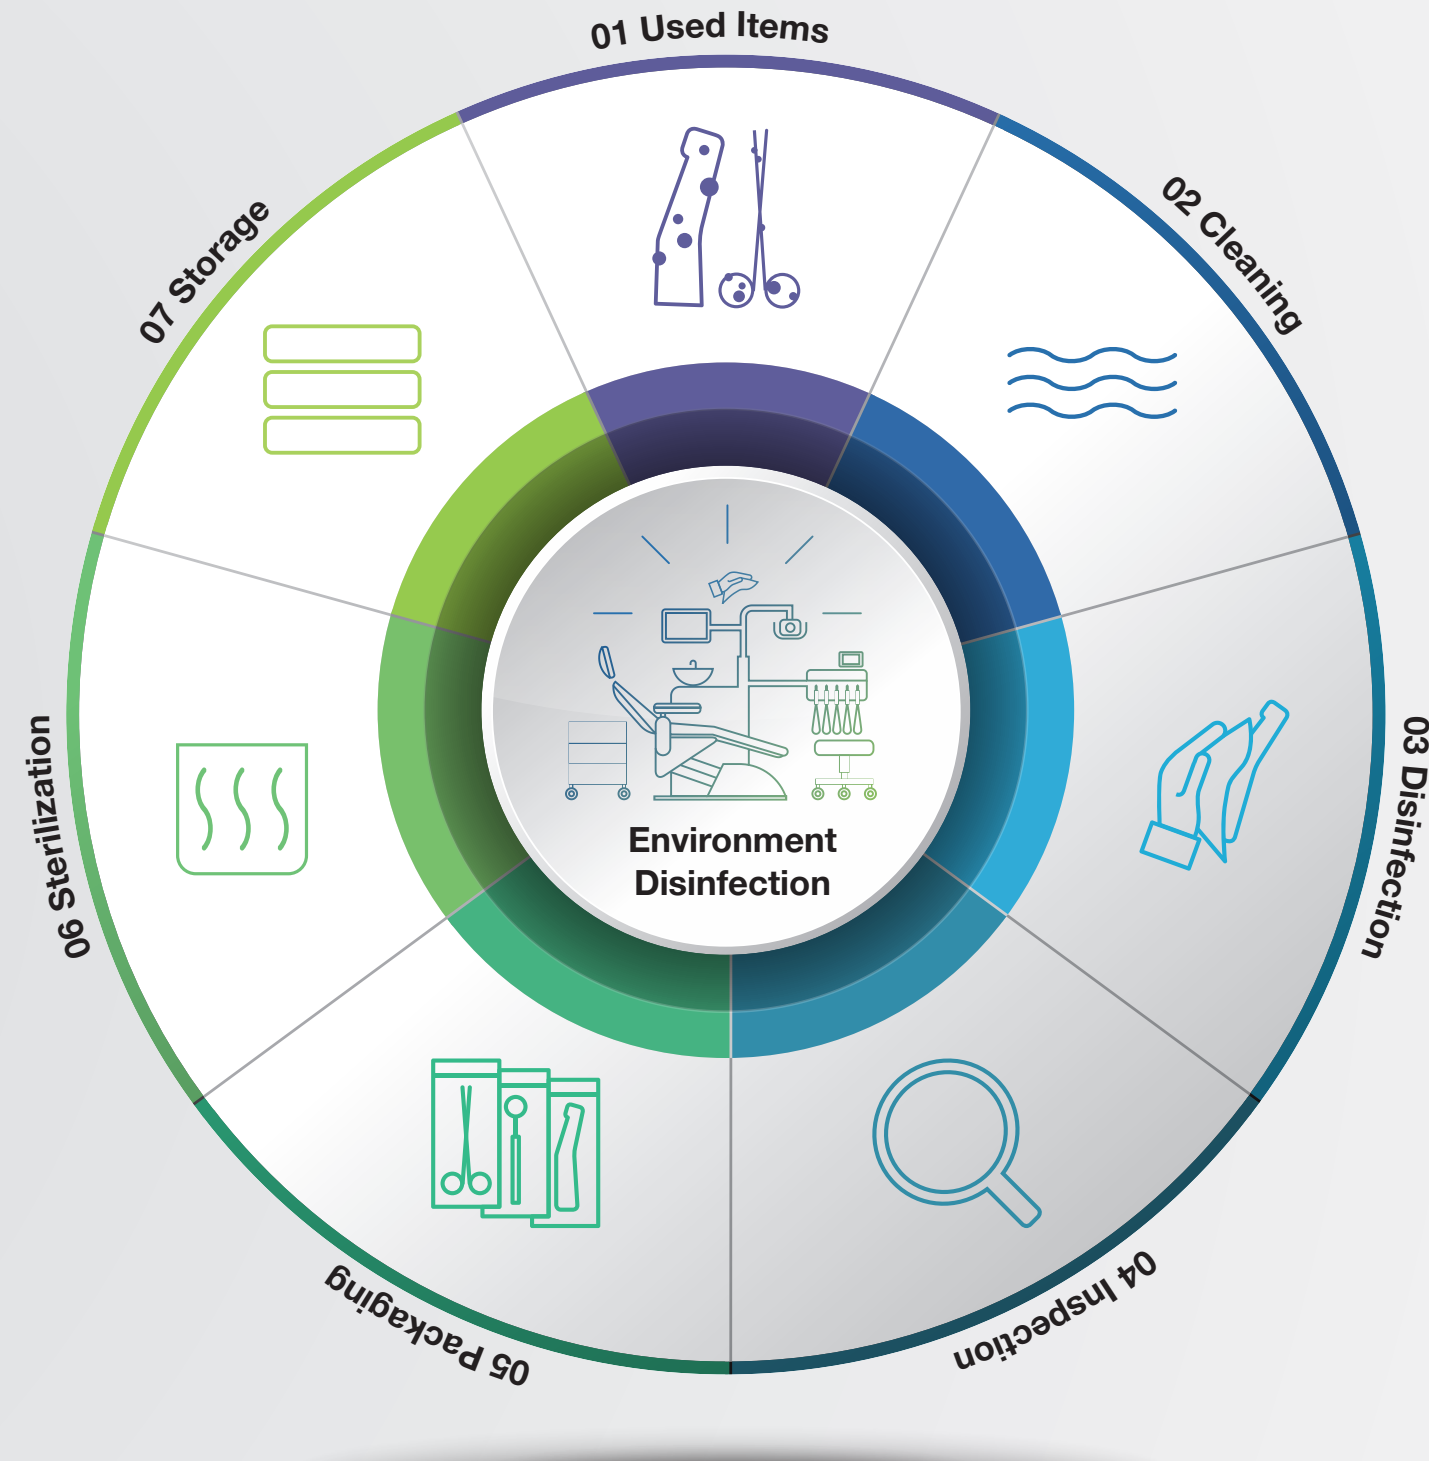 01 Used Items
02 Cleaning
03 Disinfection
04 Inspection
05 Packaging
06 Sterilization
07 Storage
Environment
Disinfection